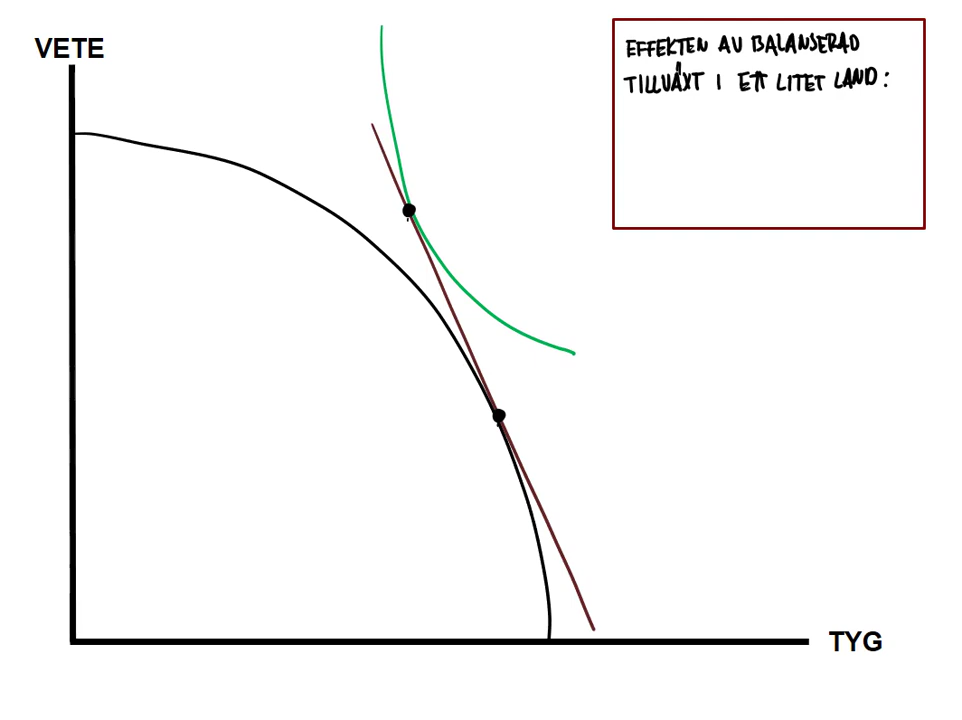 VETE
EFFEKTEN AV BALANSERAD
TILLVÄXT I ETT LITET LAND:
TYG